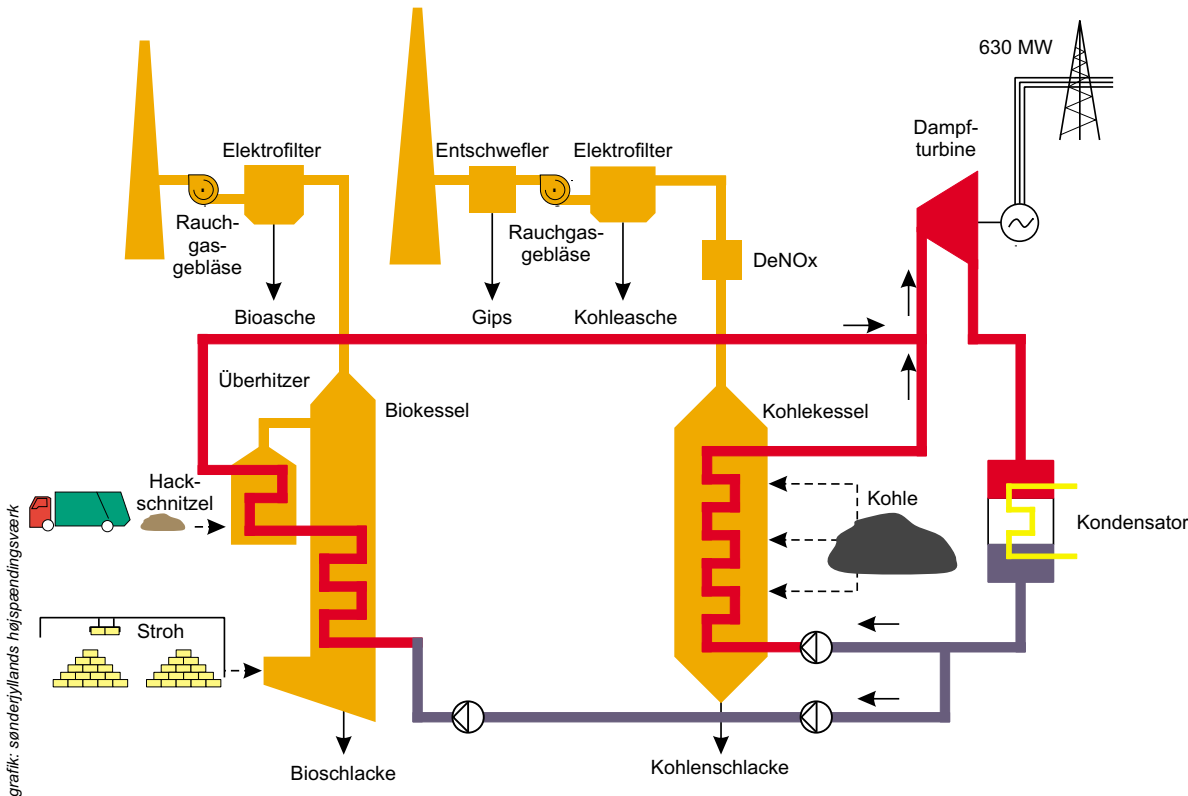 630 MW
Dampf-
turbine
Elektrofilter
Entschwefler
Elektrofilter
Rauch-
gas-
gebläse
Rauchgas-
gebläse
DeNOx
Bioasche
Gips
Kohleasche
Überhitzer
Biokessel
Kohlekessel
Hack-
schnitzel
Kohle
Kondensator
Stroh
Bioschlacke
Kohlenschlacke
grafik: sønderjyllands højspændingsværk